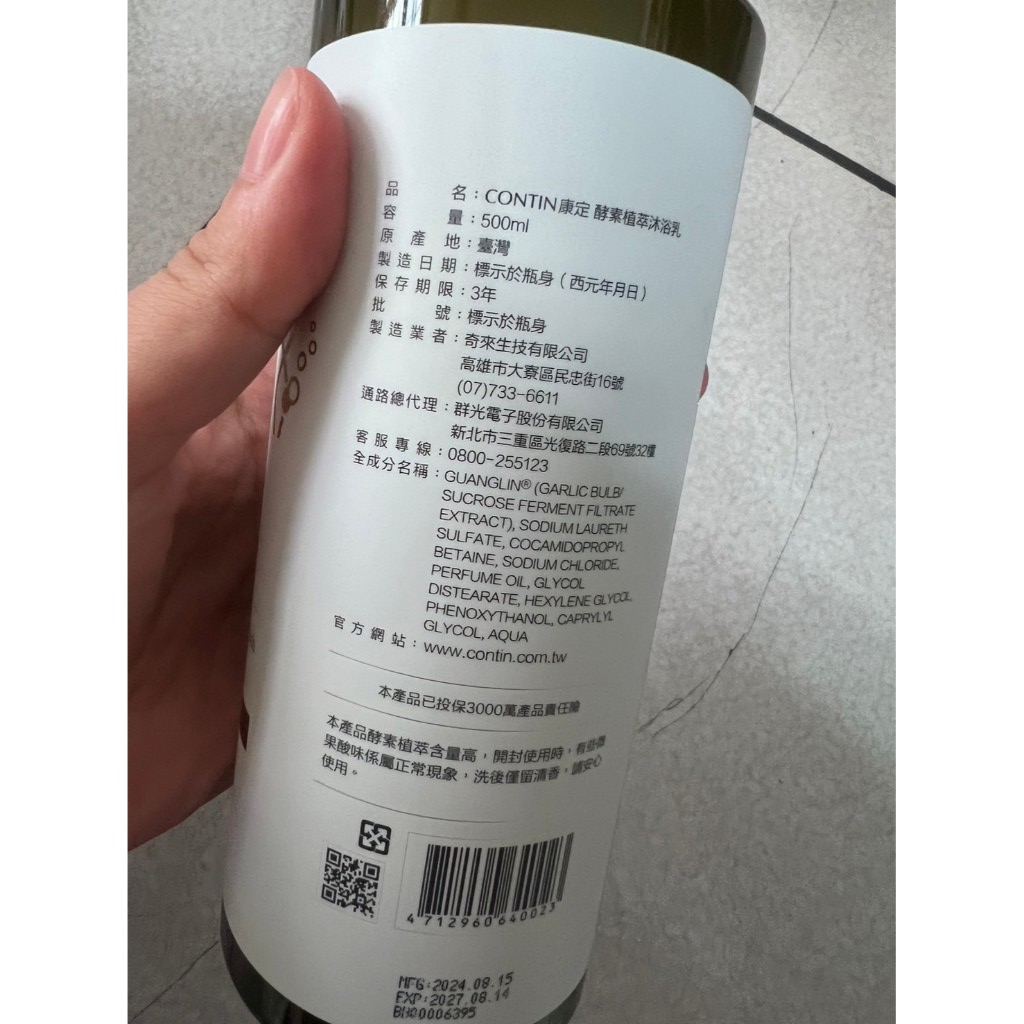 品名：CONTIN康定 酵素植萃沐浴乳
容量：500ml
原產地：臺灣
製造日期：標示於瓶身（西元年月日）
保存期限：3年
批號：標示於瓶身
製造業者：奇來生技有限公司
高雄市大寮區民忠街16號
(07)733-6611
通路總代理：群光電子股份有限公司
新北市三重區光復路二段69號32樓
客服專線：0800-255123
全成分名稱：GUANGLIN® (GARLIC BULB/
SUCROSE FERMENT FILTRATE
EXTRACT), SODIUM LAURETH
SULFATE, COCAMIDOPROPYL
BETAINE, SODIUM CHLORIDE,
PERFUME OIL, GLYCOL
DISTEARATE, HEXYLENE GLYCOL,
PHENOXYTHANOL, CAPRYLYL
GLYCOL, AQUA
官方網站：www.contin.com.tw
本產品已投保3000萬產品責任險
本產品酵素植萃含量高，開封使用時，有些微
果酸味係屬正常現象，洗後僅留清香，請安心
使用。
4 712960 640023
MFG:2024.08.15
EXP:2027.08.14